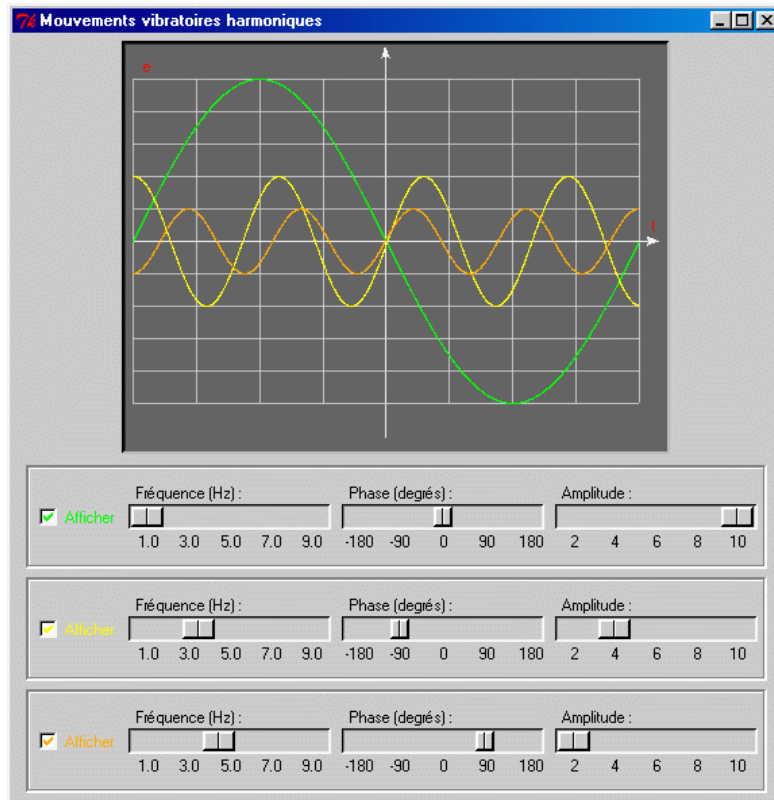 Mouvements vibratoires harmoniques
e
t
Fréquence (Hz) : Phase (degrés) : Amplitude :
Afficher
1.0 3.0 5.0 7.0 9.0 -180 -90 0 90 180 2 4 6 8 10
Fréquence (Hz) : Phase (degrés) : Amplitude :
Afficher
1.0 3.0 5.0 7.0 9.0 -180 -90 0 90 180 2 4 6 8 10
Fréquence (Hz) : Phase (degrés) : Amplitude :
Afficher
1.0 3.0 5.0 7.0 9.0 -180 -90 0 90 180 2 4 6 8 10